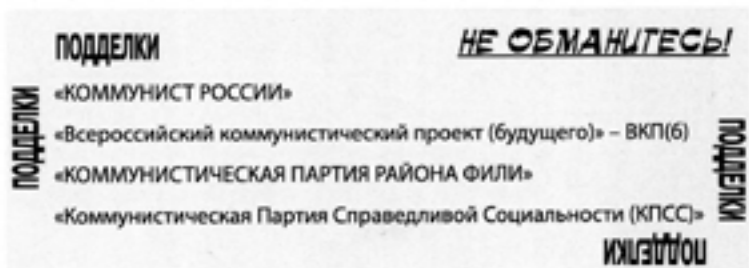 ПОДДЕЛКИ
НЕ ОБМАНИТЕСЬ!
«КОММУНИСТ РОССИИ»
«Всероссийский коммунистический проект (будущего)» – ВКП(б)
«КОММУНИСТИЧЕСКАЯ ПАРТИЯ РАЙОНА ФИЛИ»
«Коммунистическая Партия Справедливой Социальности (КПСС)»
ПОДДЕЛКИ
ПОДДЕЛКИ
ПОДДЕЛКИ